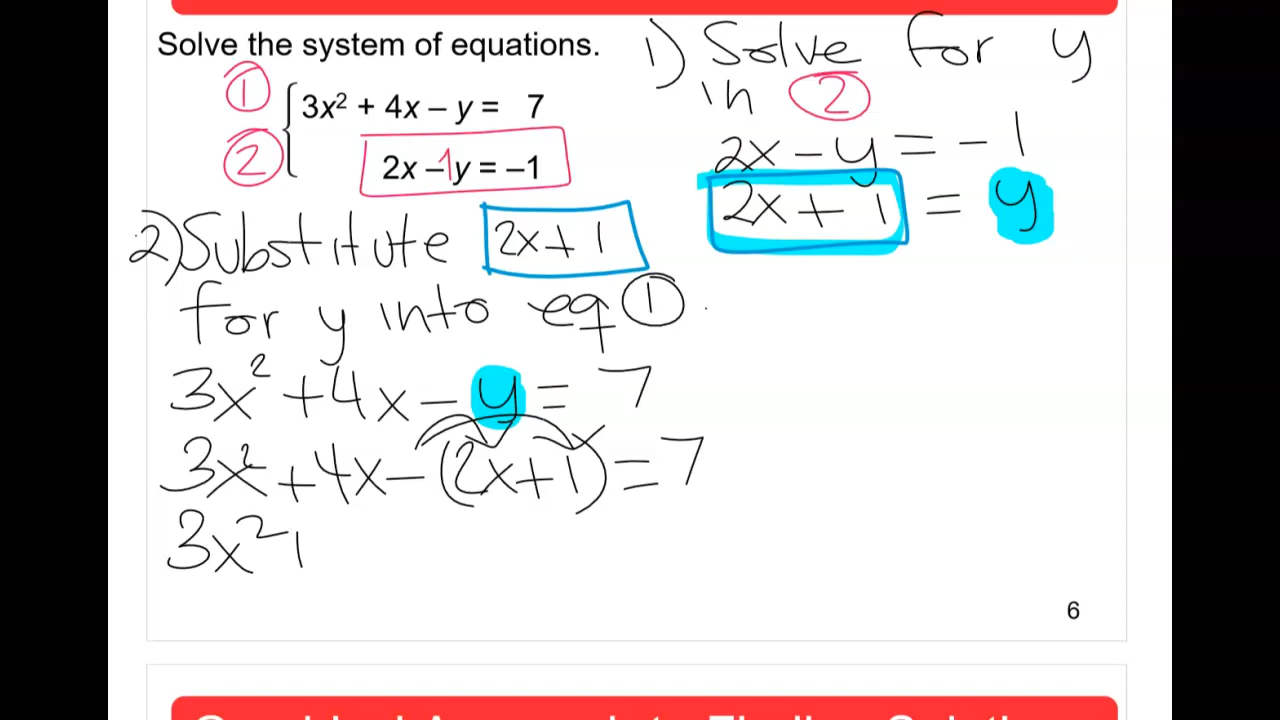 Solve the system of equations.
① 3x² + 4x – y = 7
② 2x –1y = –1
1) Solve for y
in ②
2x – y = – 1
2x + 1 = y
2) Substitute 2x + 1
for y into eq ① .
3x² + 4x – y = 7
3x² + 4x – (2x + 1) = 7
3x² 1
6